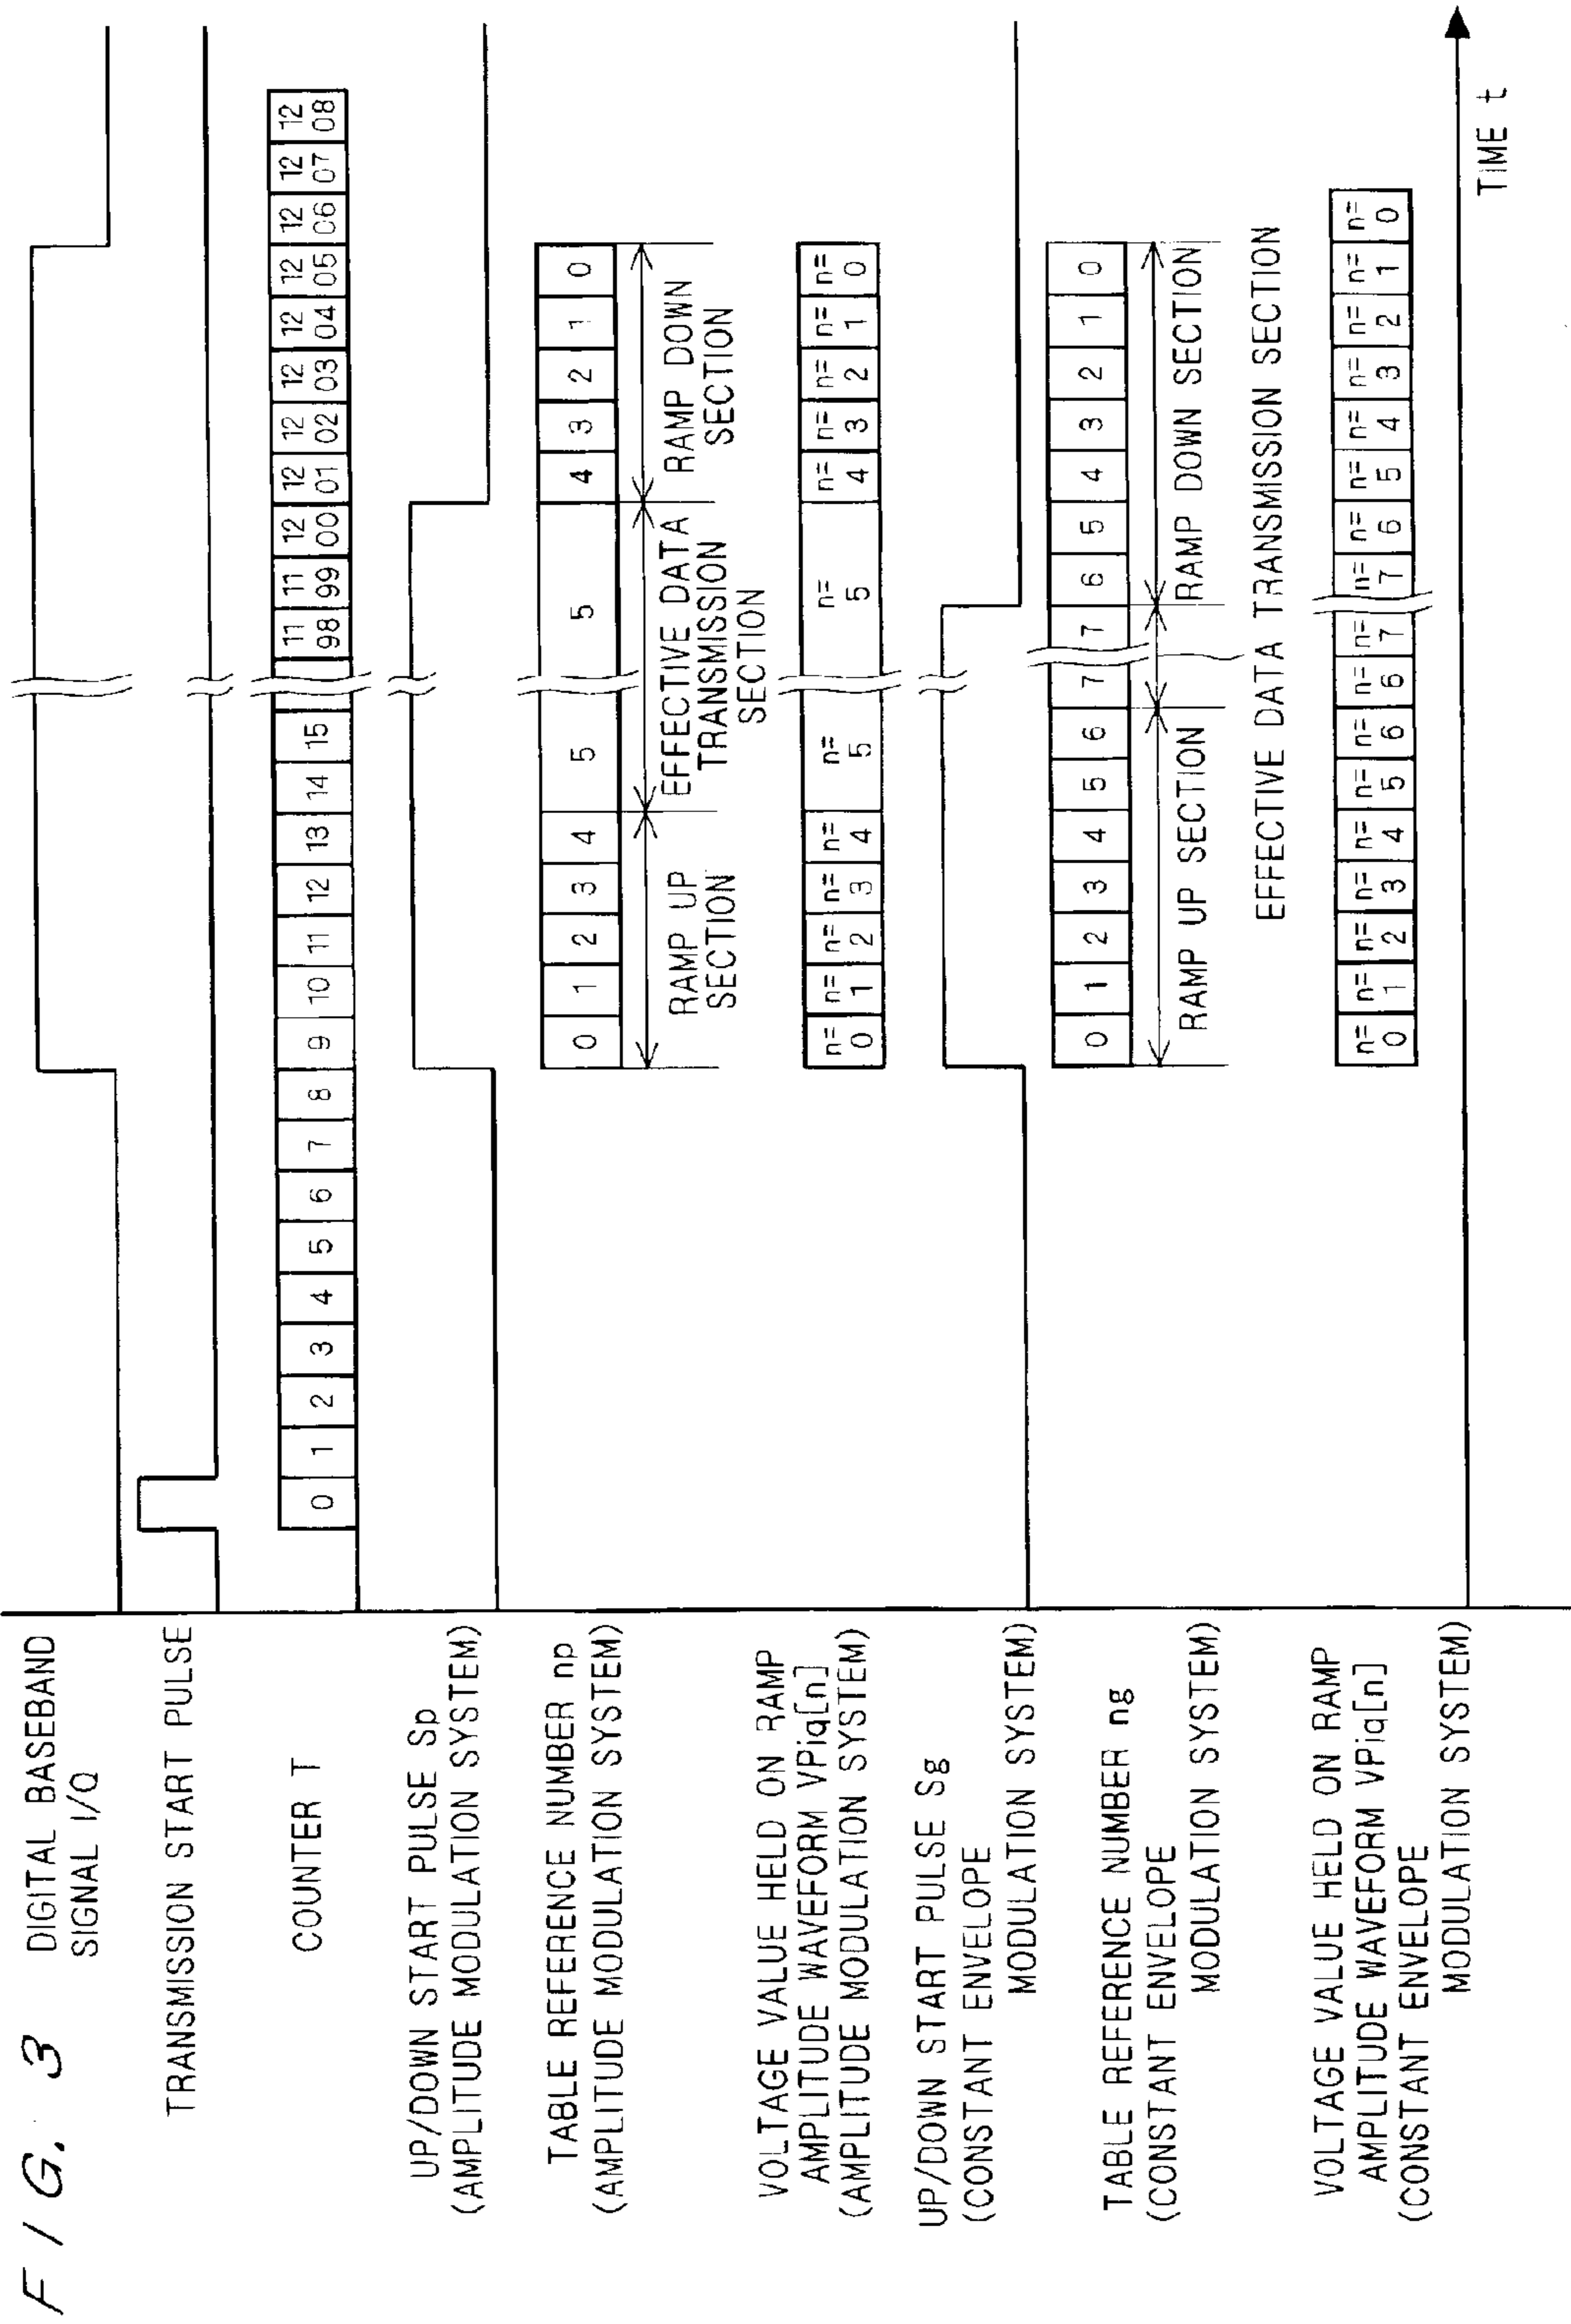 FIG. 3
DIGITAL BASEBAND
SIGNAL I/Q
TRANSMISSION START PULSE
COUNTER T
0 1 2 3 4 5 6 7 8 9 10 11 12 13 14 15 11 11 12 12 12 12 12 12 12 12 12
98 99 00 01 02 03 04 05 06 07 08
UP/DOWN START PULSE Sp
(AMPLITUDE MODULATION SYSTEM)
TABLE REFERENCE NUMBER np
(AMPLITUDE MODULATION SYSTEM)
0 1 2 3 4 5 5 4 3 2 1 0
RAMP UP
SECTION
EFFECTIVE DATA
TRANSMISSION
SECTION
RAMP DOWN
SECTION
VOLTAGE VALUE HELD ON RAMP
AMPLITUDE WAVEFORM VPiq[n]
(AMPLITUDE MODULATION SYSTEM)
n= n= n= n= n= n= n= n= n= n= n= n=
0 1 2 3 4 5 5 4 3 2 1 0
UP/DOWN START PULSE Sg
(CONSTANT ENVELOPE
MODULATION SYSTEM)
TABLE REFERENCE NUMBER ng
(CONSTANT ENVELOPE
MODULATION SYSTEM)
0 1 2 3 4 5 6 7 7 6 5 4 3 2 1 0
RAMP UP SECTION
RAMP DOWN SECTION
EFFECTIVE DATA TRANSMISSION SECTION
VOLTAGE VALUE HELD ON RAMP
AMPLITUDE WAVEFORM VPiq[n]
(CONSTANT ENVELOPE
MODULATION SYSTEM)
n= n= n= n= n= n= n= n= n= n= n= n= n= n= n= n= n=
0 1 2 3 4 5 6 6 7 7 6 5 4 3 2 1 0
TIME t